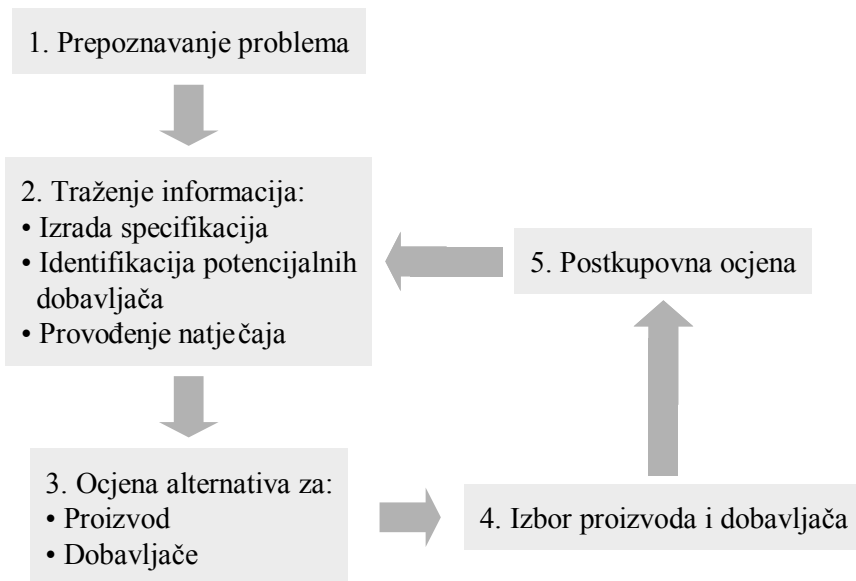 1. Prepoznavanje problema
2. Traženje informacija:
• Izrada specifikacija
• Identifikacija potencijalnih
dobavljača
• Provođenje natječaja
3. Ocjena alternativa za:
• Proizvod
• Dobavljače
4. Izbor proizvoda i dobavljača
5. Postkupovna ocjena